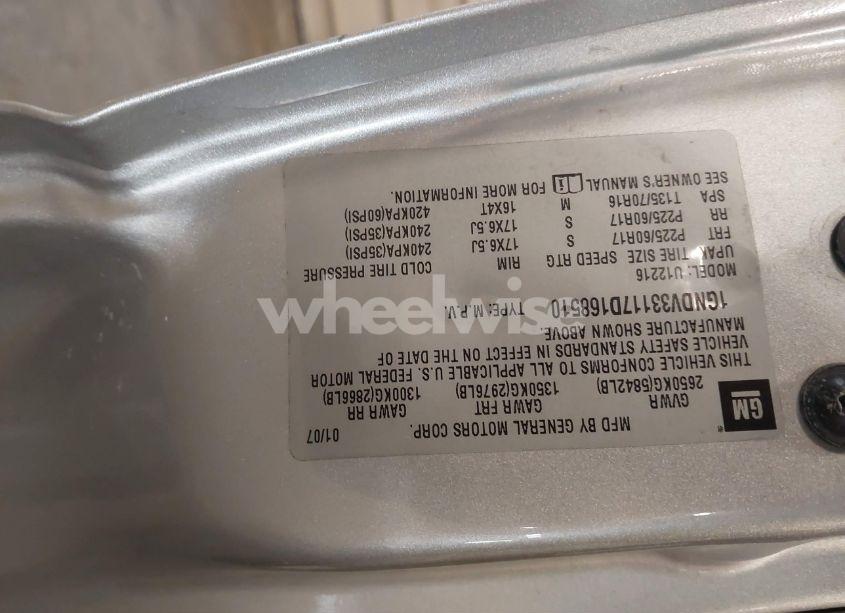 MFD BY GENERAL MOTORS CORP. 01/07
GM
GVWR GAWR FRT GAWR RR
2650KG(5842LB) 1350KG(2976LB) 1300KG(2866LB)
THIS VEHICLE CONFORMS TO ALL APPLICABLE U.S. FEDERAL MOTOR
VEHICLE SAFETY STANDARDS IN EFFECT ON THE DATE OF
MANUFACTURE SHOWN ABOVE.
1GNDV33117D168540 TYPE: M.P.V.
MODEL: U12216
UPAK TIRE SIZE SPEED RTG RIM COLD TIRE PRESSURE
FRT P225/60R17 S 17X6.5J 240KPA(35PSI)
RR P225/60R17 S 17X6.5J 240KPA(35PSI)
SPA T135/70R16 M 16X4T 420KPA(60PSI)
SEE OWNER'S MANUAL FOR MORE INFORMATION.
wheelwise